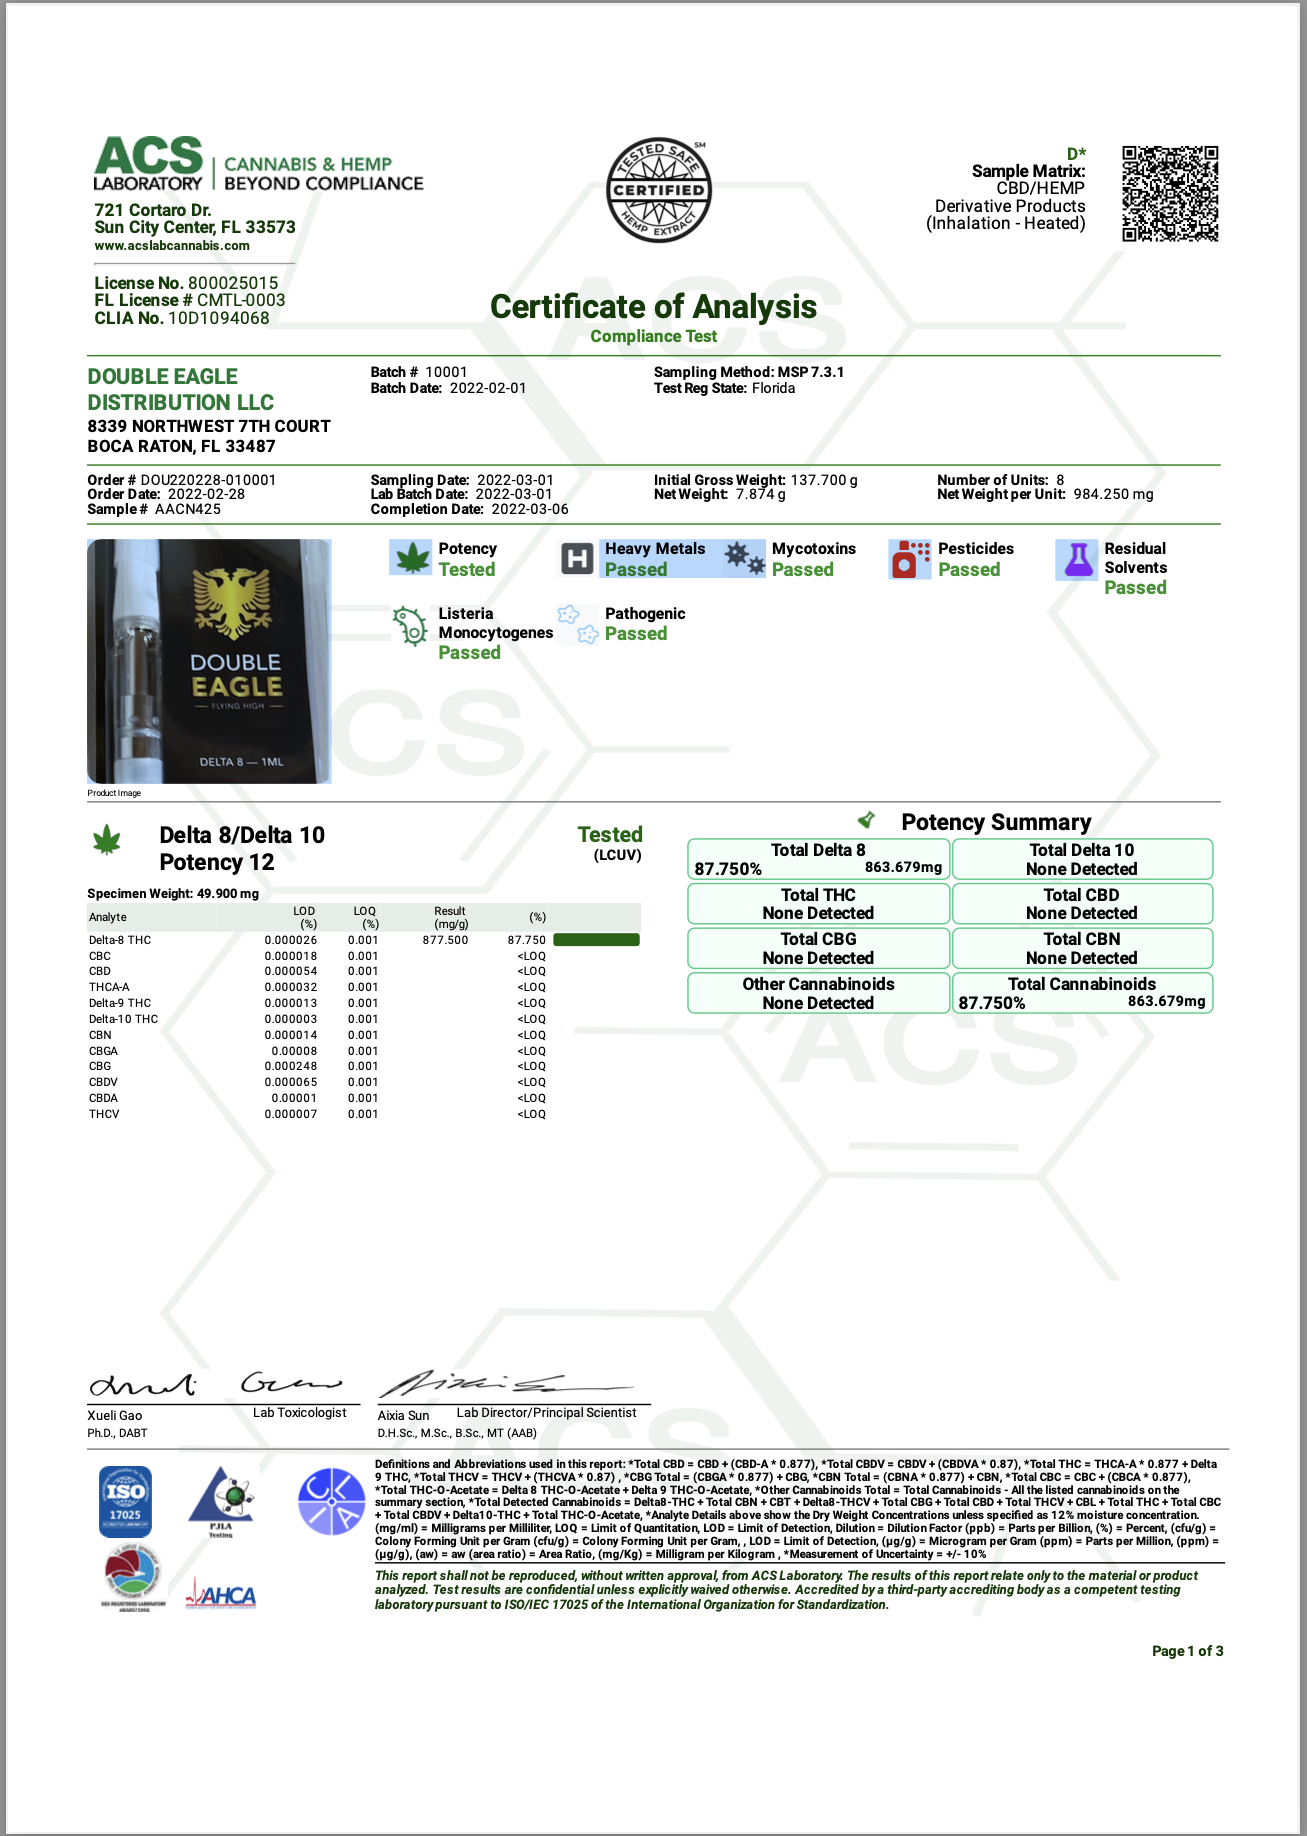 ACS
LABORATORY
CANNABIS & HEMP
BEYOND COMPLIANCE
721 Cortaro Dr.
Sun City Center, FL 33573
www.acslabcannabis.com
License No. 800025015
FL License # CMTL-0003
CLIA No. 10D1094068
TESTED SAFE
CERTIFIED
HEMP EXTRACT
SM
D*
Sample Matrix:
CBD/HEMP
Derivative Products
(Inhalation - Heated)
Certificate of Analysis
Compliance Test
DOUBLE EAGLE
DISTRIBUTION LLC
8339 NORTHWEST 7TH COURT
BOCA RATON, FL 33487
Batch # 10001
Batch Date: 2022-02-01
Sampling Method: MSP 7.3.1
Test Reg State: Florida
Order # DOU220228-010001
Order Date: 2022-02-28
Sample # AACN425
Sampling Date: 2022-03-01
Lab Batch Date: 2022-03-01
Completion Date: 2022-03-06
Initial Gross Weight: 137.700 g
Net Weight: 7.874 g
Number of Units: 8
Net Weight per Unit: 984.250 mg
DOUBLE
EAGLE
FLYING HIGH
DELTA 8 — 1ML
Product Image
Potency
Tested
Heavy Metals
Passed
Mycotoxins
Passed
Pesticides
Passed
Residual
Solvents
Passed
Listeria
Monocytogenes
Passed
Pathogenic
Passed
Delta 8/Delta 10
Potency 12
Tested
(LCUV)
Specimen Weight: 49.900 mg
Analyte LOD (%) LOQ (%) Result (mg/g) (%)
Delta-8 THC 0.000026 0.001 877.500 87.750
CBC 0.000018 0.001 <LOQ
CBD 0.000054 0.001 <LOQ
THCA-A 0.000032 0.001 <LOQ
Delta-9 THC 0.000013 0.001 <LOQ
Delta-10 THC 0.000003 0.001 <LOQ
CBN 0.000014 0.001 <LOQ
CBGA 0.00008 0.001 <LOQ
CBG 0.000248 0.001 <LOQ
CBDV 0.000065 0.001 <LOQ
CBDA 0.00001 0.001 <LOQ
THCV 0.000007 0.001 <LOQ
Potency Summary
Total Delta 8
87.750% 863.679mg
Total Delta 10
None Detected
Total THC
None Detected
Total CBD
None Detected
Total CBG
None Detected
Total CBN
None Detected
Other Cannabinoids
None Detected
Total Cannabinoids
87.750% 863.679mg
Xueli Gao Lab Toxicologist
Ph.D., DABT
Aixia Sun Lab Director/Principal Scientist
D.H.Sc., M.Sc., B.Sc., MT (AAB)
ISO
17025
PJLA
Testing
AHCA
Definitions and Abbreviations used in this report: *Total CBD = CBD + (CBD-A * 0.877), *Total CBDV = CBDV + (CBDVA * 0.87), *Total THC = THCA-A * 0.877 + Delta
9 THC, *Total THCV = THCV + (THCVA * 0.87) , *CBG Total = (CBGA * 0.877) + CBG, *CBN Total = (CBNA * 0.877) + CBN, *Total CBC = CBC + (CBCA * 0.877),
*Total THC-O-Acetate = Delta 8 THC-O-Acetate + Delta 9 THC-O-Acetate, *Other Cannabinoids Total = Total Cannabinoids - All the listed cannabinoids on the
summary section, *Total Detected Cannabinoids = Delta8-THC + Total CBN + CBT + Delta8-THCV + Total CBG + Total CBD + Total THCV + CBL + Total THC + Total CBC
+ Total CBDV + Delta10-THC + Total THC-O-Acetate, *Analyte Details above show the Dry Weight Concentrations unless specified as 12% moisture concentration.
(mg/ml) = Milligrams per Milliliter, LOQ = Limit of Quantitation, LOD = Limit of Detection, Dilution = Dilution Factor (ppb) = Parts per Billion, (%) = Percent, (cfu/g) =
Colony Forming Unit per Gram (cfu/g) = Colony Forming Unit per Gram, , LOD = Limit of Detection, (µg/g) = Microgram per Gram (ppm) = Parts per Million, (ppm) =
(µg/g), (aw) = aw (area ratio) = Area Ratio, (mg/Kg) = Milligram per Kilogram , *Measurement of Uncertainty = +/- 10%
This report shall not be reproduced, without written approval, from ACS Laboratory. The results of this report relate only to the material or product
analyzed. Test results are confidential unless explicitly waived otherwise. Accredited by a third-party accrediting body as a competent testing
laboratory pursuant to ISO/IEC 17025 of the International Organization for Standardization.
Page 1 of 3